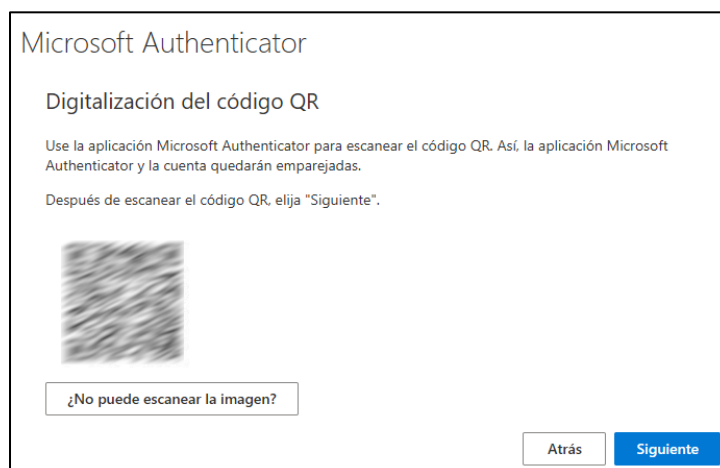 Microsoft Authenticator
Digitalización del código QR
Use la aplicación Microsoft Authenticator para escanear el código QR. Así, la aplicación Microsoft
Authenticator y la cuenta quedarán emparejadas.
Después de escanear el código QR, elija "Siguiente".
¿No puede escanear la imagen?
Atrás
Siguiente